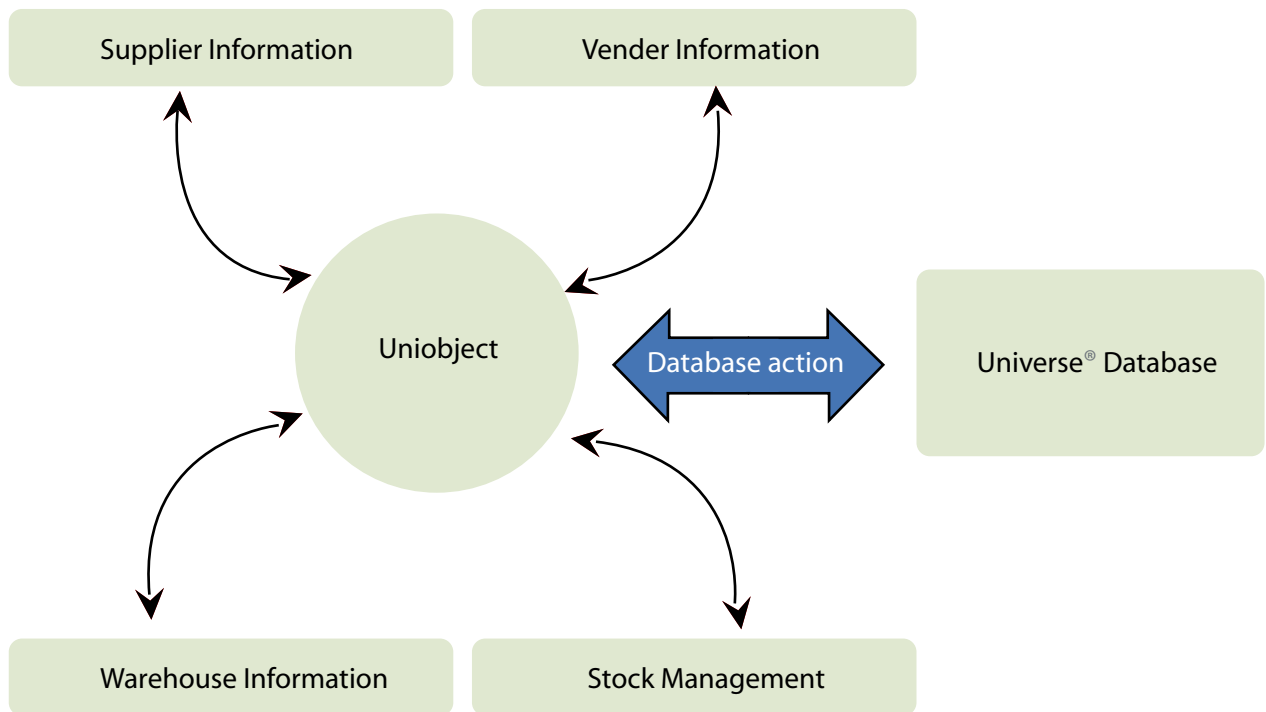 Supplier Information
Vender Information
Uniobject
Database action
Universe® Database
Warehouse Information
Stock Management